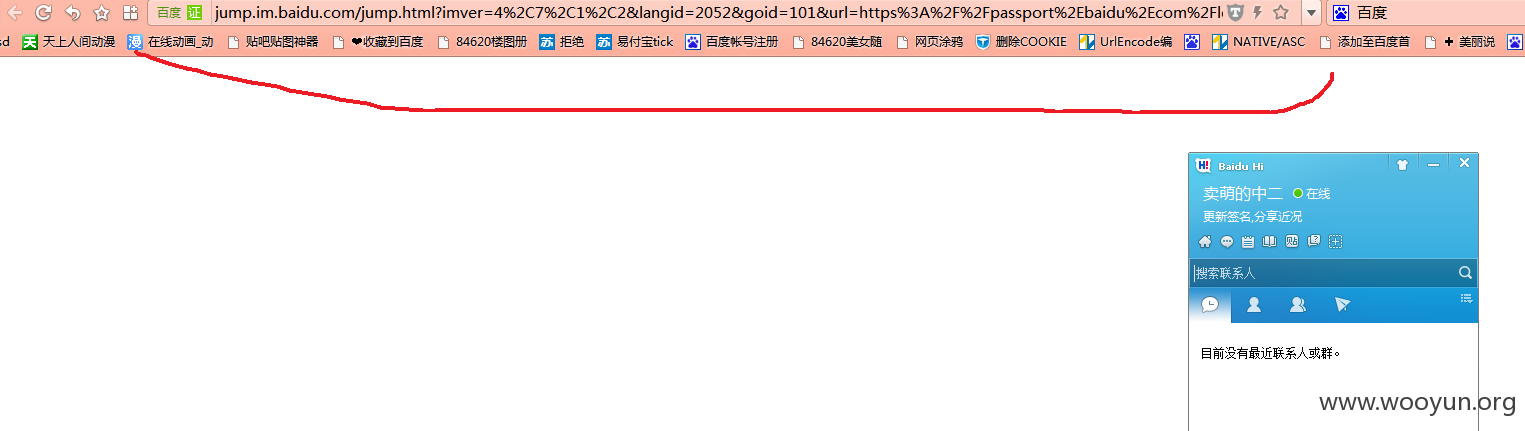 百度 证 jump.im.baidu.com/jump.html?imver=4%2C7%2C1%2C2&langid=2052&goid=101&url=https%3A%2F%2Fpassport%2Ebaidu%2Ecom%2Fl 百度
sd 天 天上人间动漫 漫 在线动画_动 贴吧贴图神器 ❤收藏到百度 84620楼图册 苏 拒绝 苏 易付宝tick 百度帐号注册 84620美女随 网页涂鸦 删除COOKIE UrlEncode编 NATIVE/ASC 添加至百度首 + 美丽说
Hi Baidu Hi
卖萌的中二 在线
更新签名,分享近况
贴
搜索联系人
目前没有最近联系人或群。
www.wooyun.org